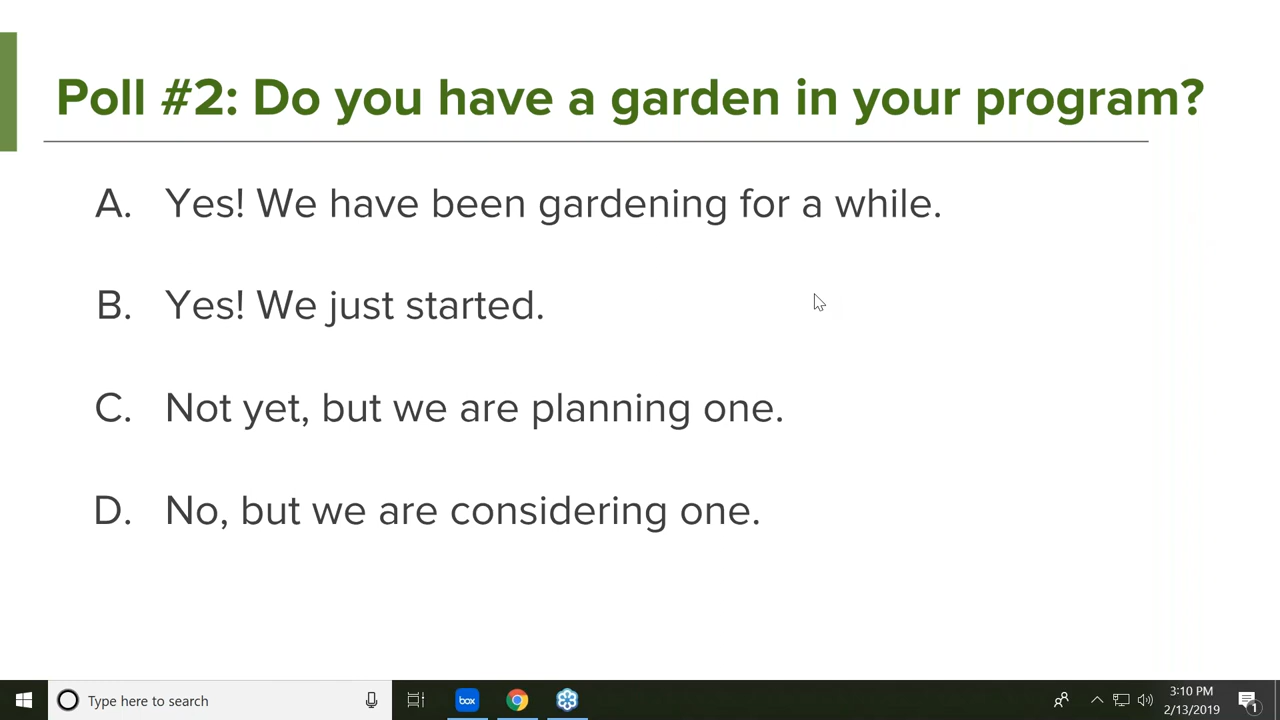 Poll #2: Do you have a garden in your program?
A. Yes! We have been gardening for a while.
B. Yes! We just started.
C. Not yet, but we are planning one.
D. No, but we are considering one.
Type here to search
box
3:10 PM
2/13/2019
1